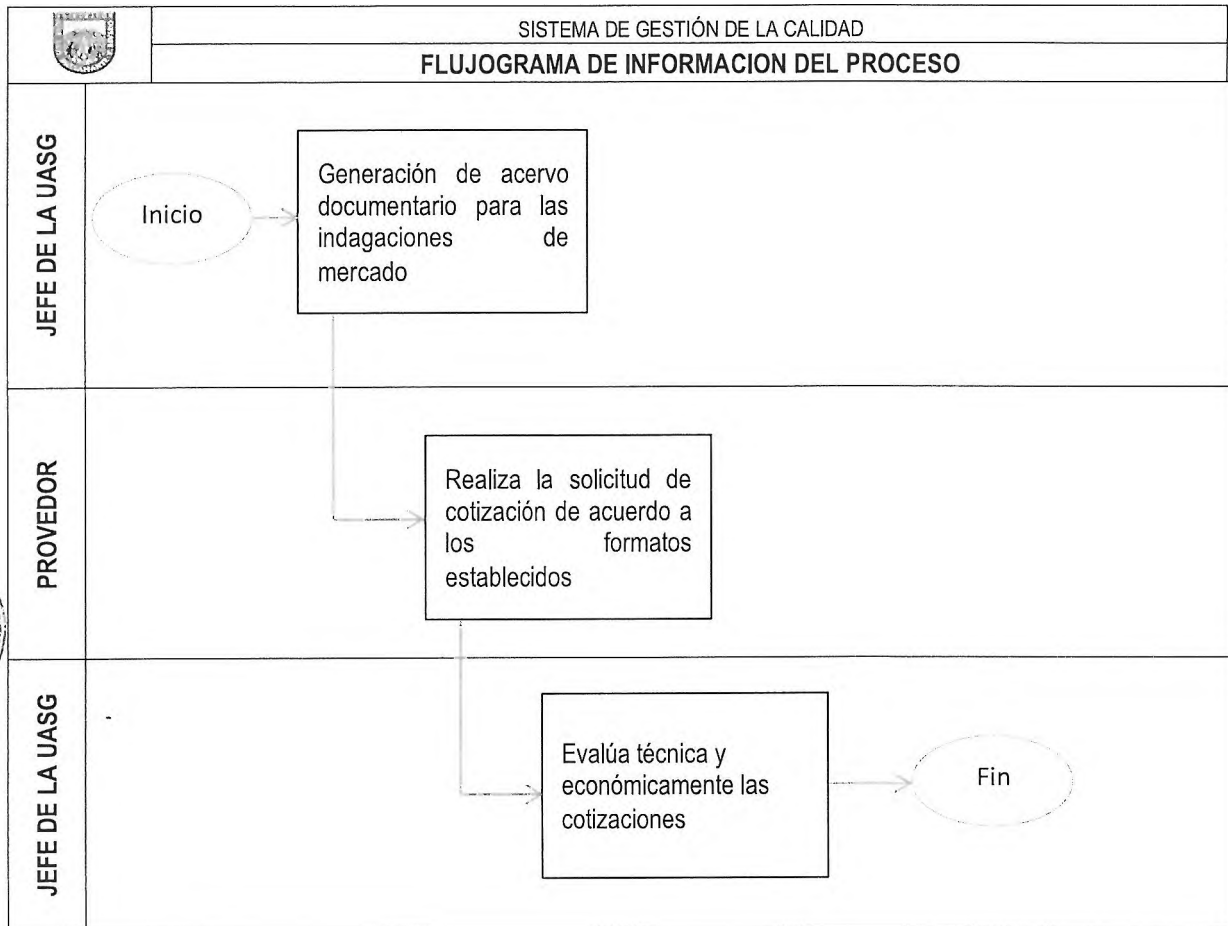 SISTEMA DE GESTIÓN DE LA CALIDAD
FLUJOGRAMA DE INFORMACION DEL PROCESO
JEFE DE LA UASG
Inicio
Generación de acervo
documentario para las
indagaciones de
mercado
PROVEDOR
Realiza la solicitud de
cotización de acuerdo a
los formatos
establecidos
JEFE DE LA UASG
Evalúa técnica y
económicamente las
cotizaciones
Fin